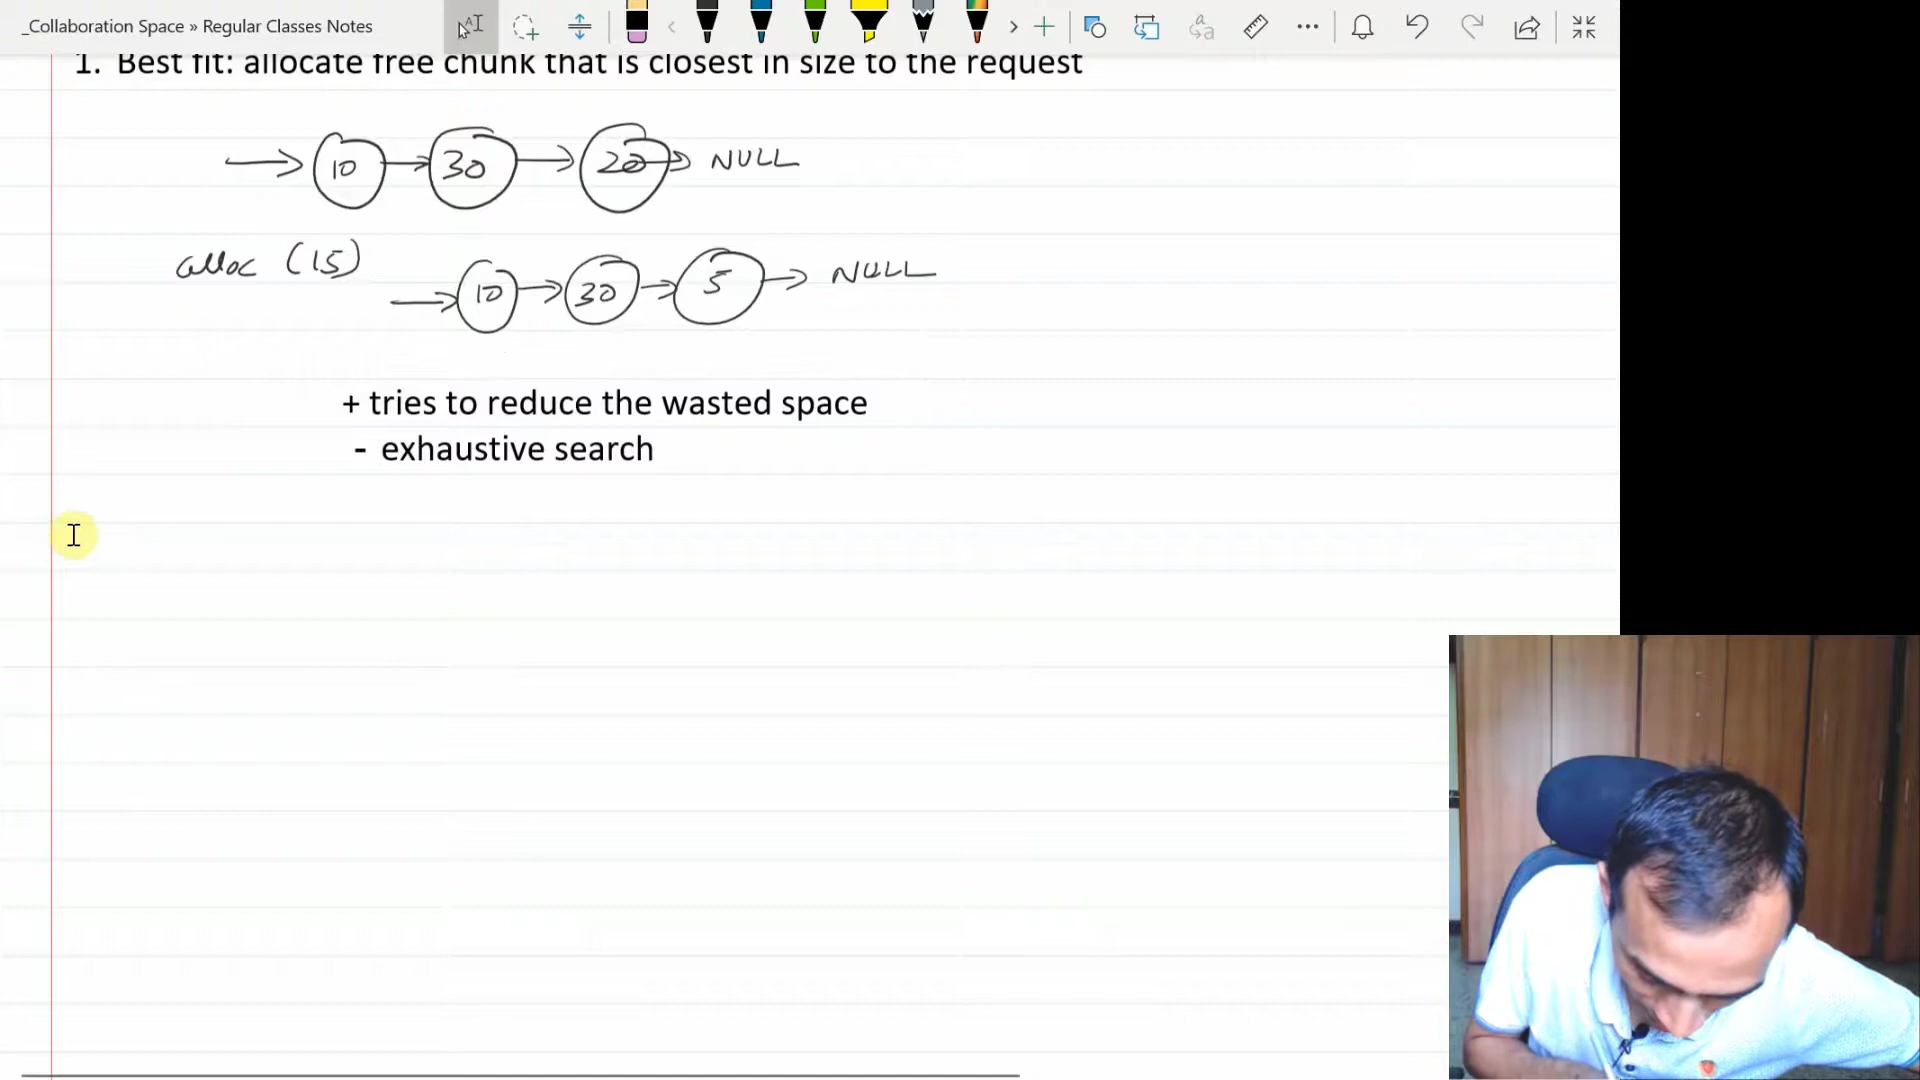 _Collaboration Space » Regular Classes Notes
1. Best fit: allocate free chunk that is closest in size to the request
10 30 20 NULL
alloc (15)
10 30 5 NULL
+ tries to reduce the wasted space
- exhaustive search